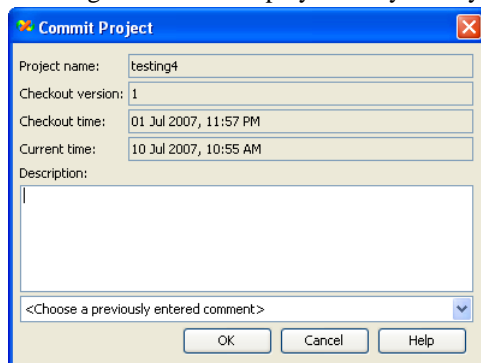 Commit Project
Project name: testing4
Checkout version: 1
Checkout time: 01 Jul 2007, 11:57 PM
Current time: 10 Jul 2007, 10:55 AM
Description:
<Choose a previously entered comment>
OK Cancel Help